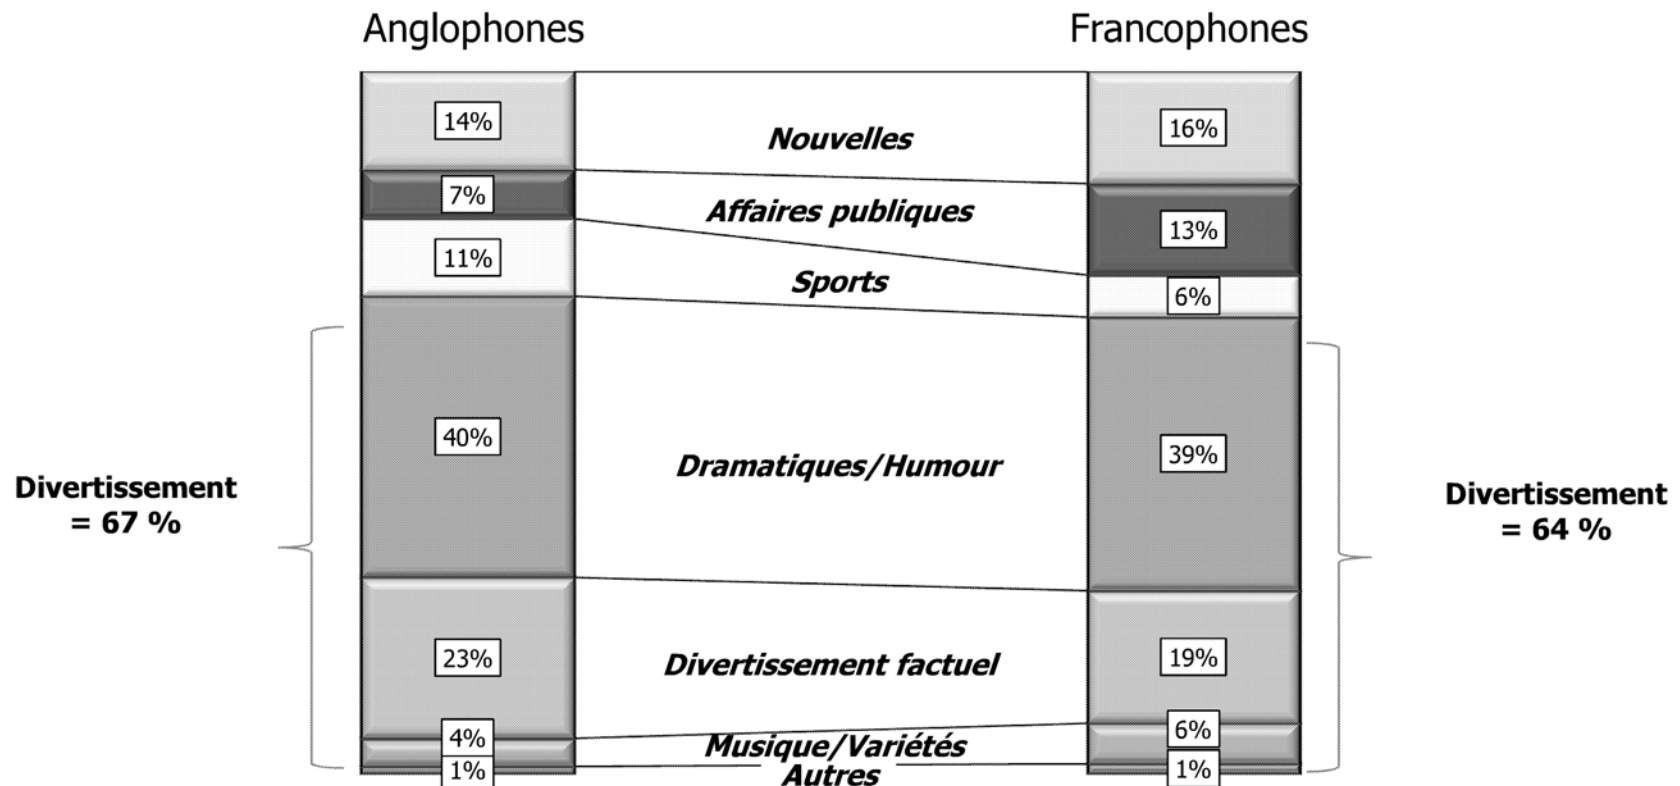 Anglophones
Francophones
14%
Nouvelles
16%
7%
Affaires publiques
13%
11%
Sports
6%
40%
Dramatiques/Humour
39%
Divertissement
= 67 %
Divertissement
= 64 %
23%
Divertissement factuel
19%
4%
Musique/Variétés
6%
1%
Autres
1%